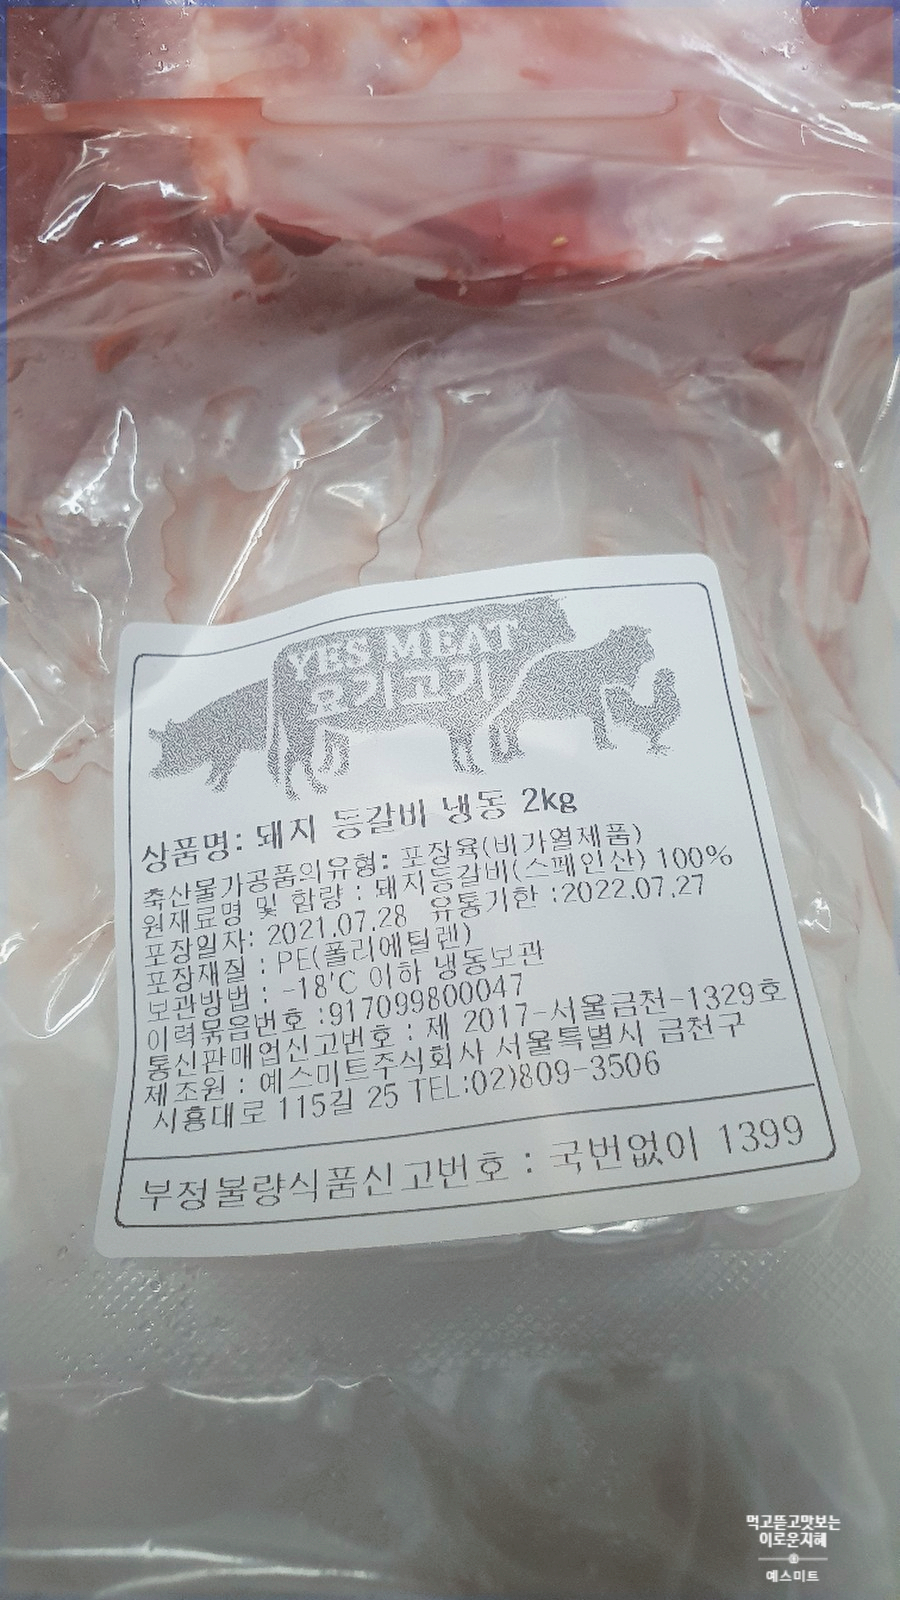 YES MEAT
요기고기
상품명: 돼지 등갈비 냉동 2kg
축산물가공품의유형: 포장육(비가열제품)
원재료명 및 함량 : 돼지등갈비(스페인산) 100%
포장일자: 2021.07.28 유통기한 :2022.07.27
포장재질 : PE(폴리에틸렌)
보관방법 : -18'C 이하 냉동보관
이력묶음번호 :917099800047
통신판매업신고번호 : 제 2017-서울금천-1329호
제조원 : 예스미트주식회사 서울특별시 금천구
시흥대로 115길 25 TEL:02)809-3506
부정불량식품신고번호 : 국번없이 1399
먹고뜯고맛보는
이로운지혜
예스미트